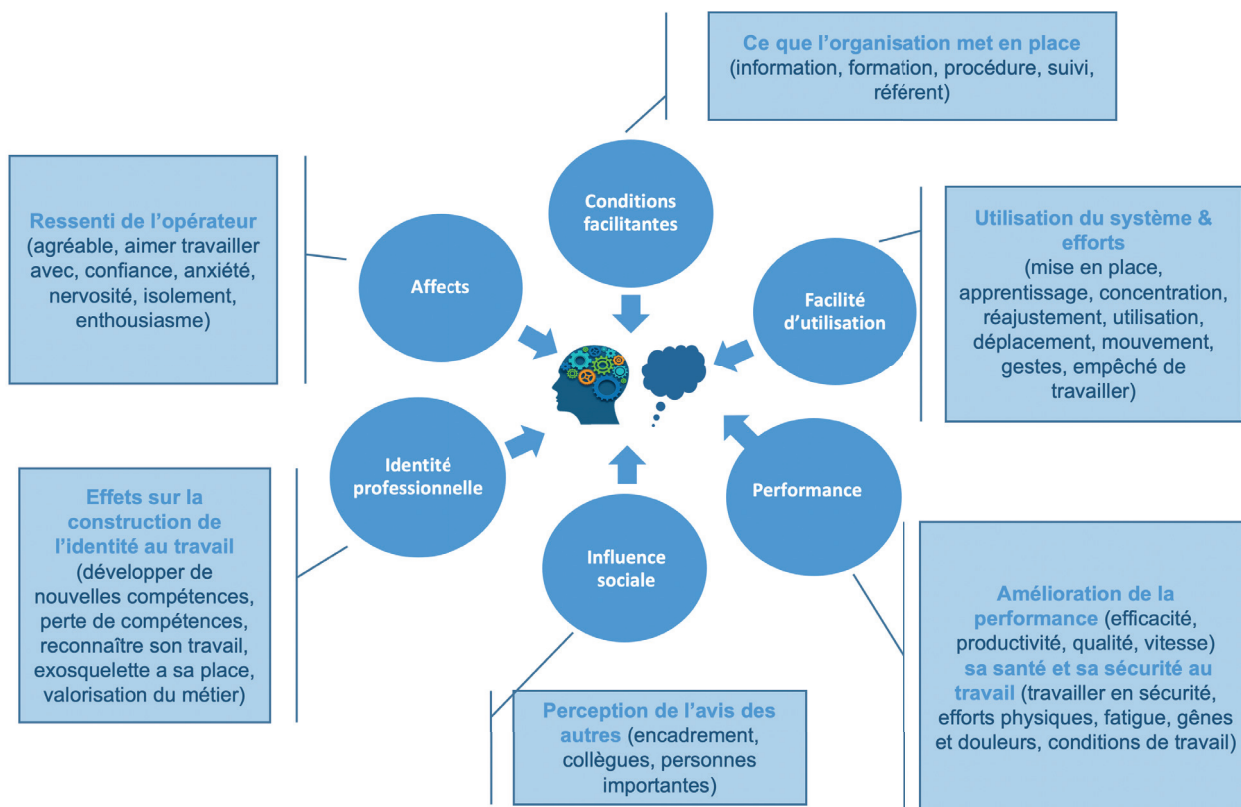 Ce que l'organisation met en place
(information, formation, procédure, suivi,
référent)
Conditions
facilitantes
Ressenti de l'opérateur
(agréable, aimer travailler
avec, confiance, anxiété,
nervosité, isolement,
enthousiasme)
Affects
Facilité
d'utilisation
Utilisation du système &
efforts
(mise en place,
apprentissage, concentration,
réajustement, utilisation,
déplacement, mouvement,
gestes, empêché de
travailler)
Identité
professionnelle
Performance
Effets sur la
construction de
l'identité au travail
(développer de
nouvelles compétences,
perte de compétences,
reconnaître son travail,
exosquelette a sa place,
valorisation du métier)
Influence
sociale
Perception de l'avis des
autres (encadrement,
collègues, personnes
importantes)
Amélioration de la
performance (efficacité,
productivité, qualité, vitesse)
sa santé et sa sécurité au
travail (travailler en sécurité,
efforts physiques, fatigue, gênes
et douleurs, conditions de travail)